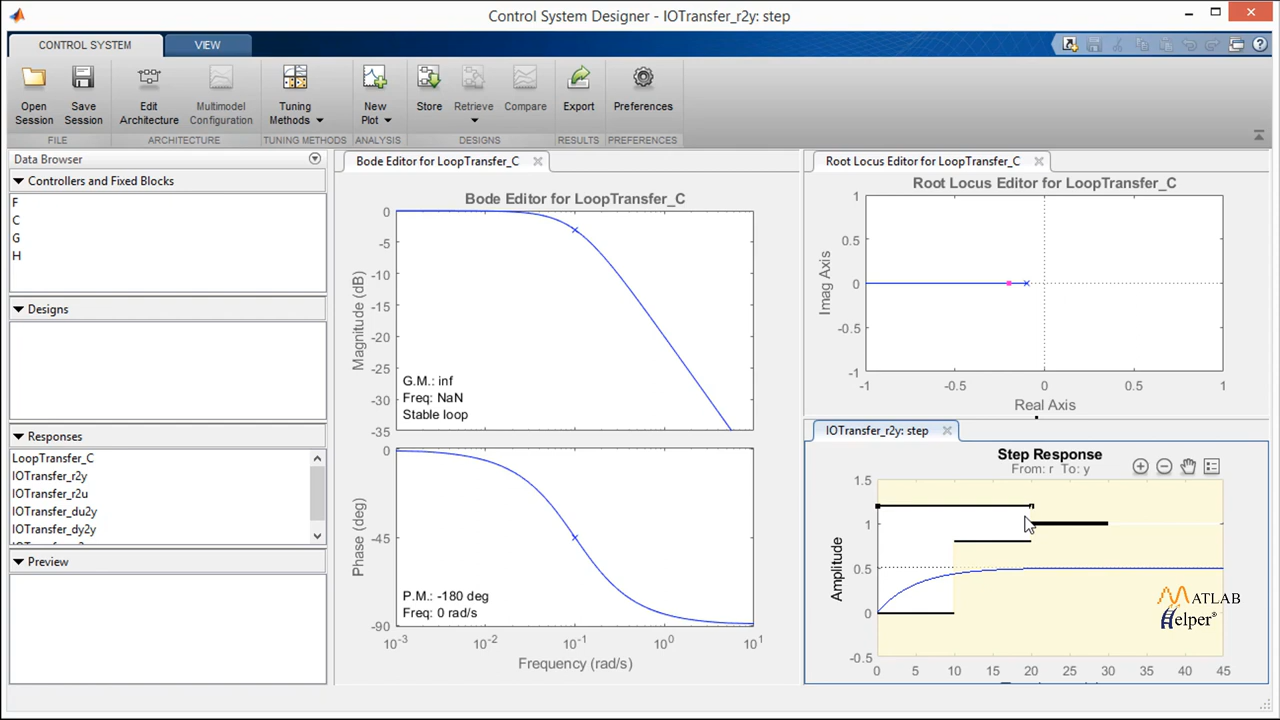 Control System Designer - IOTransfer_r2y: step
CONTROL SYSTEM
VIEW
Open Session
Save Session
Edit Architecture
Multimodel Configuration
Tuning Methods
New Plot
Store
Retrieve
Compare
Export
Preferences
FILE
ARCHITECTURE
TUNING METHODS
ANALYSIS
DESIGNS
RESULTS
PREFERENCES
Data Browser
Controllers and Fixed Blocks
F
C
G
H
Designs
Responses
LoopTransfer_C
IOTransfer_r2y
IOTransfer_r2u
IOTransfer_du2y
IOTransfer_dy2y
Preview
Bode Editor for LoopTransfer_C
Bode Editor for LoopTransfer_C
Magnitude (dB)
0
-5
-10
-15
-20
-25
-30
-35
G.M.: inf
Freq: NaN
Stable loop
Phase (deg)
0
-45
-90
P.M.: -180 deg
Freq: 0 rad/s
10-3 10-2 10-1 100 101
Frequency (rad/s)
Root Locus Editor for LoopTransfer_C
Root Locus Editor for LoopTransfer_C
Imag Axis
1
0.5
0
-0.5
-1
-1 -0.5 0 0.5 1
Real Axis
IOTransfer_r2y: step
Step Response
From: r To: y
Amplitude
1.5
1
0.5
0
-0.5
0 5 10 15 20 25 30 35 40 45
MATLAB
Helper®